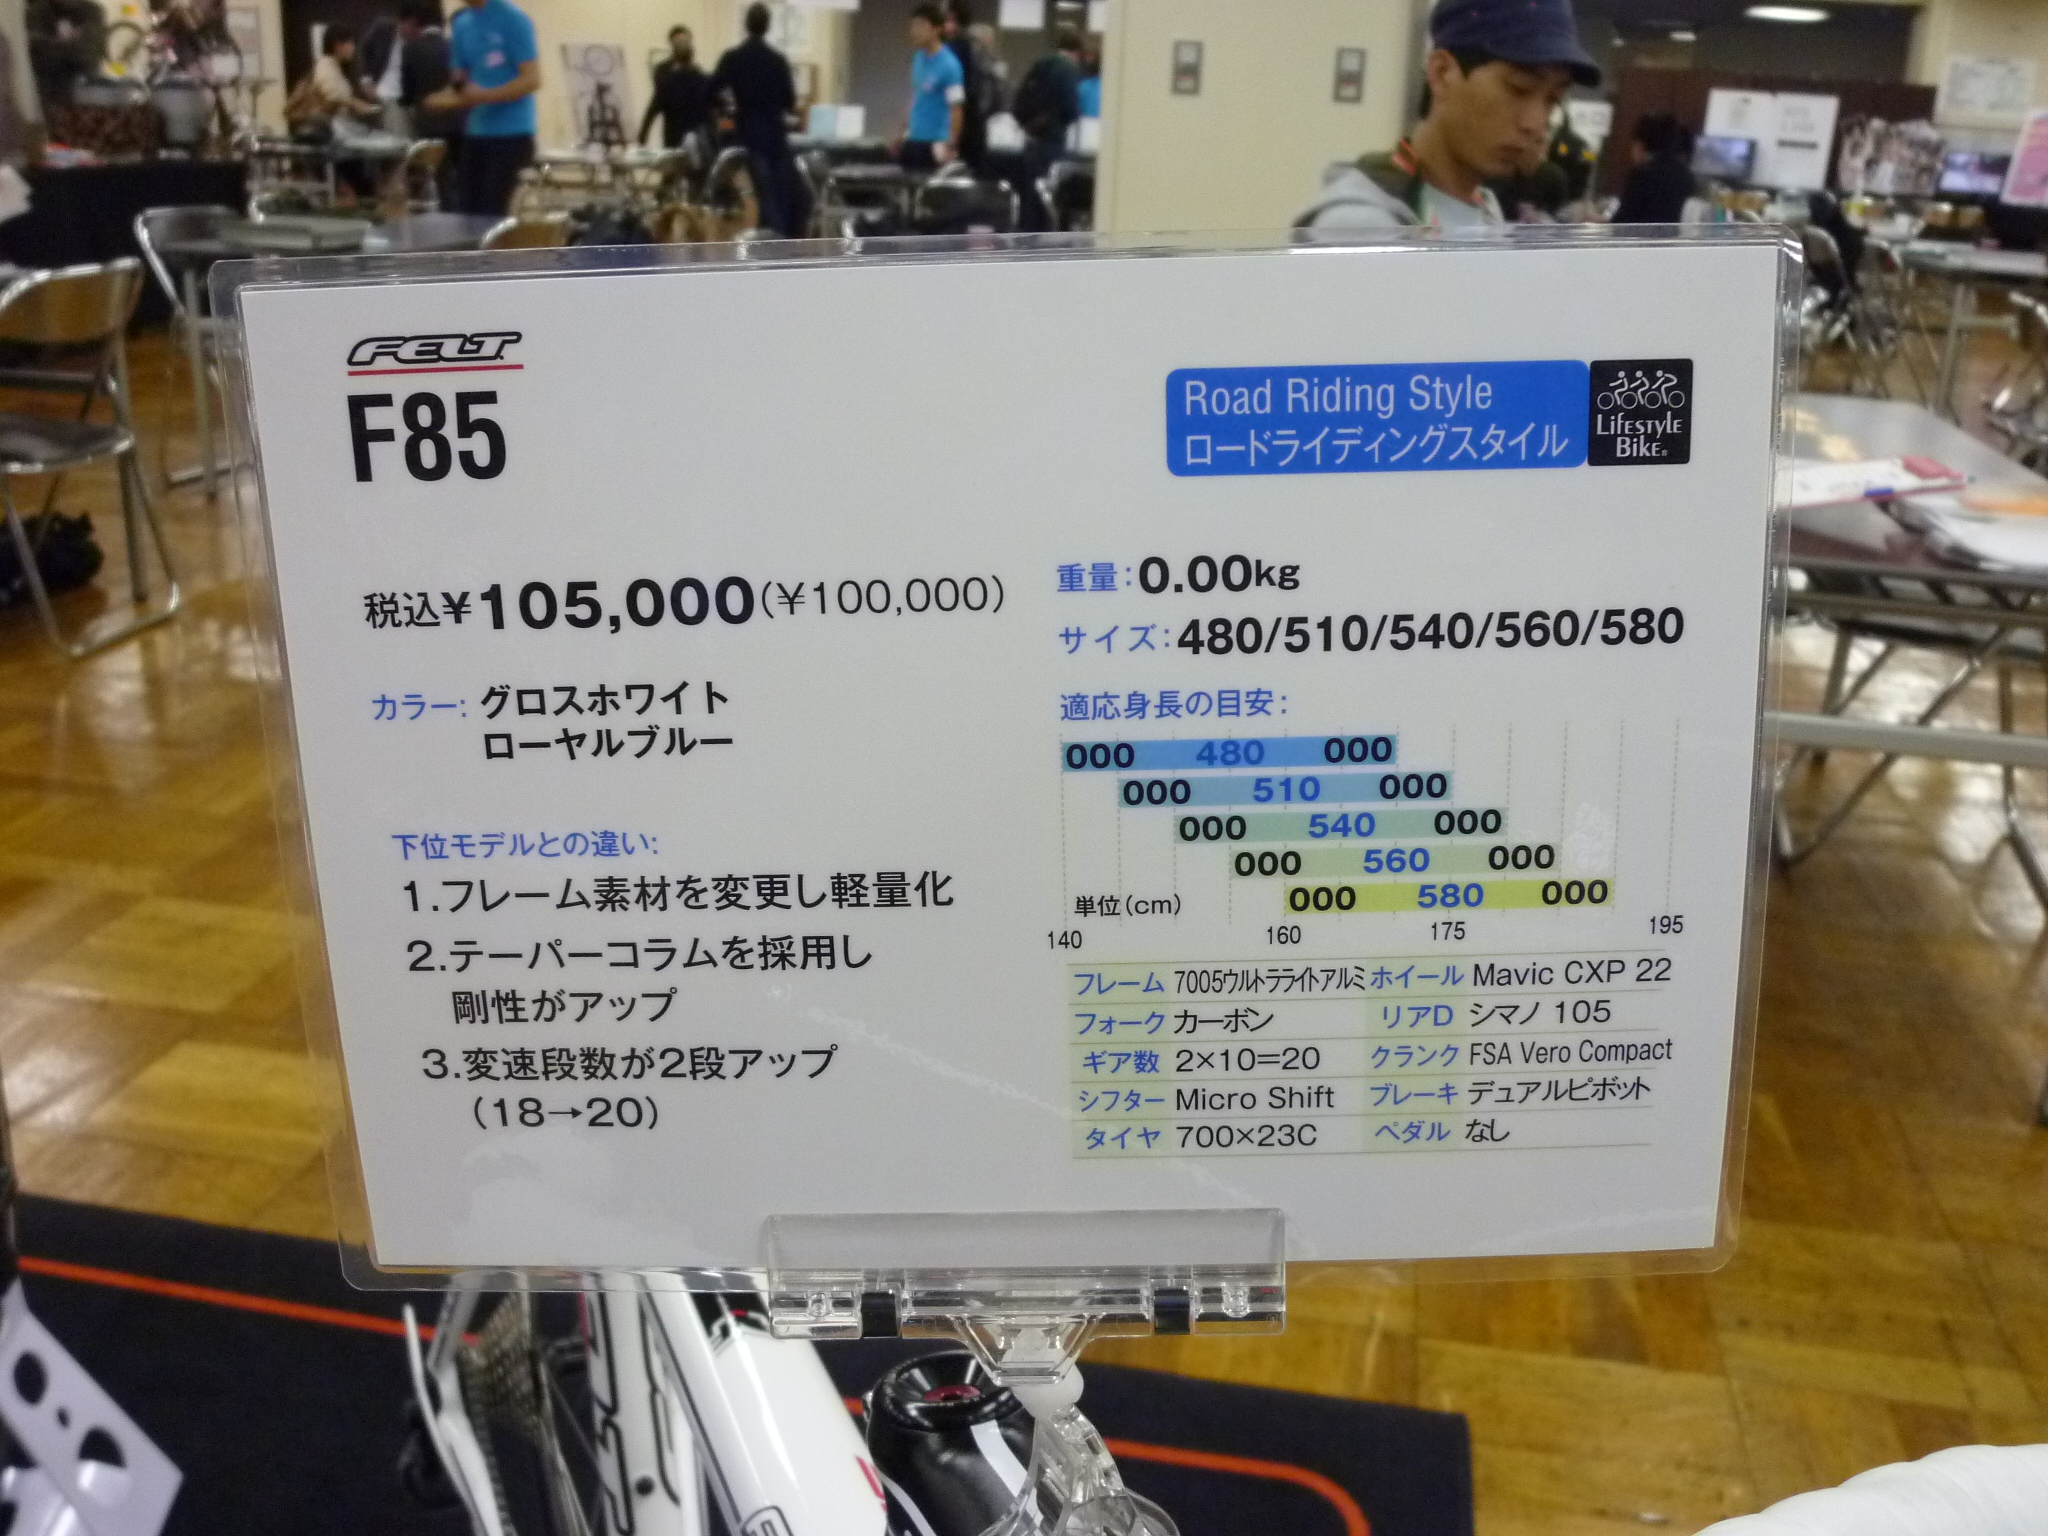 FELT
F85
Road Riding Style
ロードライディングスタイル
LIFESTYLE
BIKE
税込¥105,000(¥100,000)
カラー: グロスホワイト
ローヤルブルー
下位モデルとの違い:
1.フレーム素材を変更し軽量化
2.テーパーコラムを採用し
剛性がアップ
3.変速段数が2段アップ
(18→20)
重量:0.00kg
サイズ:480/510/540/560/580
適応身長の目安:
000 480 000
000 510 000
000 540 000
000 560 000
000 580 000
単位(cm)
140 160 175 195
フレーム 7005ウルトラライトアルミ ホイール Mavic CXP 22
フォーク カーボン リアD シマノ 105
ギア数 2×10=20 クランク FSA Vero Compact
シフター Micro Shift ブレーキ デュアルピボット
タイヤ 700×23C ペダル なし